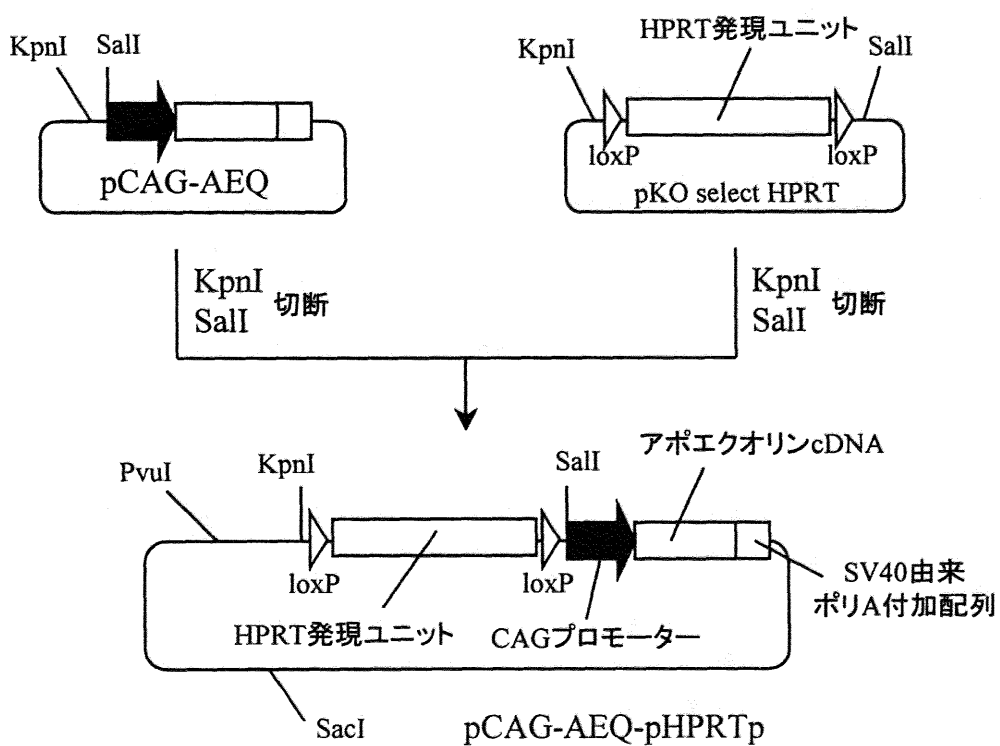 KpnI
SalI
pCAG-AEQ
HPRT発現ユニット
KpnI
SalI
loxP
loxP
pKO select HPRT
KpnI
SalI
切断
KpnI
SalI
切断
PvuI
KpnI
SalI
アポエクオリンcDNA
loxP
loxP
HPRT発現ユニット
CAGプロモーター
SV40由来
ポリA付加配列
SacI
pCAG-AEQ-pHPRTp